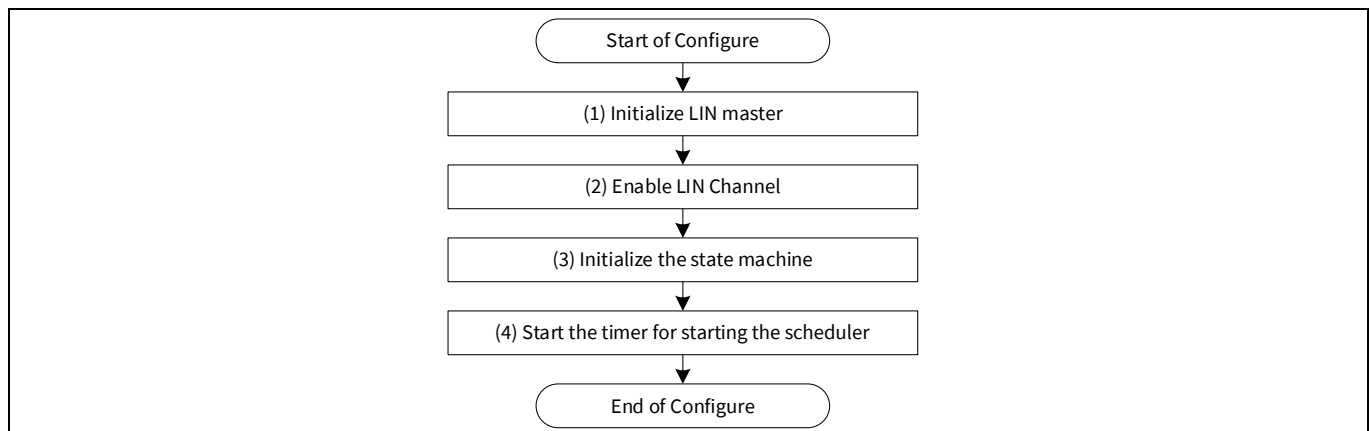 Start of Configure
(1) Initialize LIN master
(2) Enable LIN Channel
(3) Initialize the state machine
(4) Start the timer for starting the scheduler
End of Configure